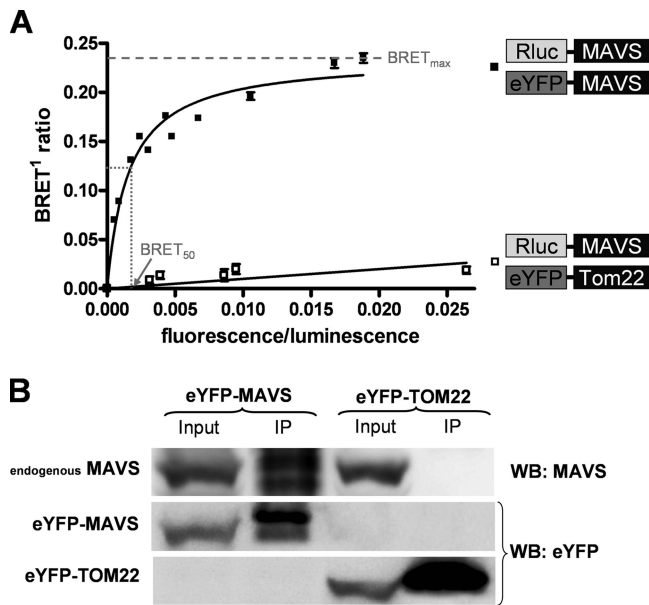 A
0.25
0.20
0.15
0.10
0.05
0.00
BRET¹ ratio
BRETmax
BRET50
0.000 0.005 0.010 0.015 0.020 0.025
fluorescence/luminescence
Rluc MAVS
eYFP MAVS
Rluc MAVS
eYFP Tom22
B
eYFP-MAVS eYFP-TOM22
Input IP Input IP
endogenous MAVS WB: MAVS
eYFP-MAVS
WB: eYFP
eYFP-TOM22